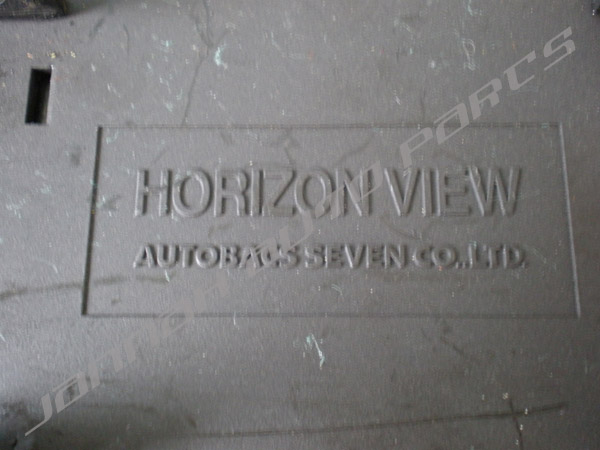 HORIZON VIEW
AUTOBACS SEVEN CO.,LTD.